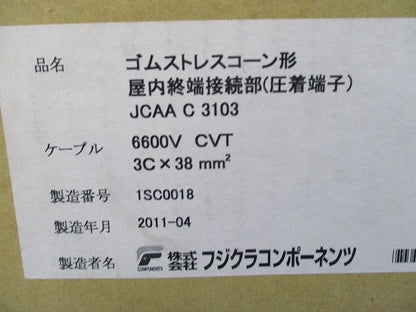 品名 ゴムストレスコーン形
屋内終端接続部(圧着端子)
JCAA C 3103
ケーブル 6600V CVT
3C×38 mm²
製造番号 1SC0018
製造年月 2011-04
製造者名 COMPONENTS 株式会社 フジクラコンポーネンツ